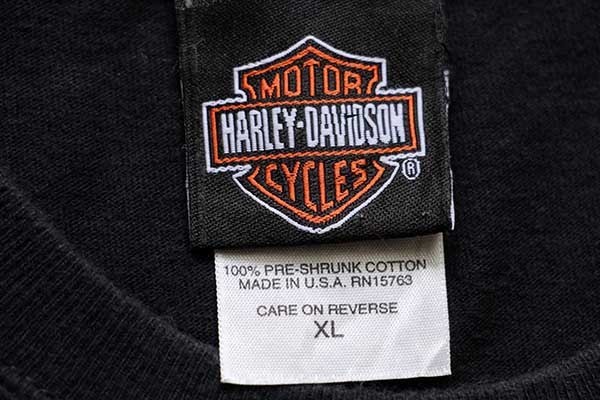 MOTOR
HARLEY-DAVIDSON
CYCLES
®
100% PRE-SHRUNK COTTON
MADE IN U.S.A. RN15763
CARE ON REVERSE
XL